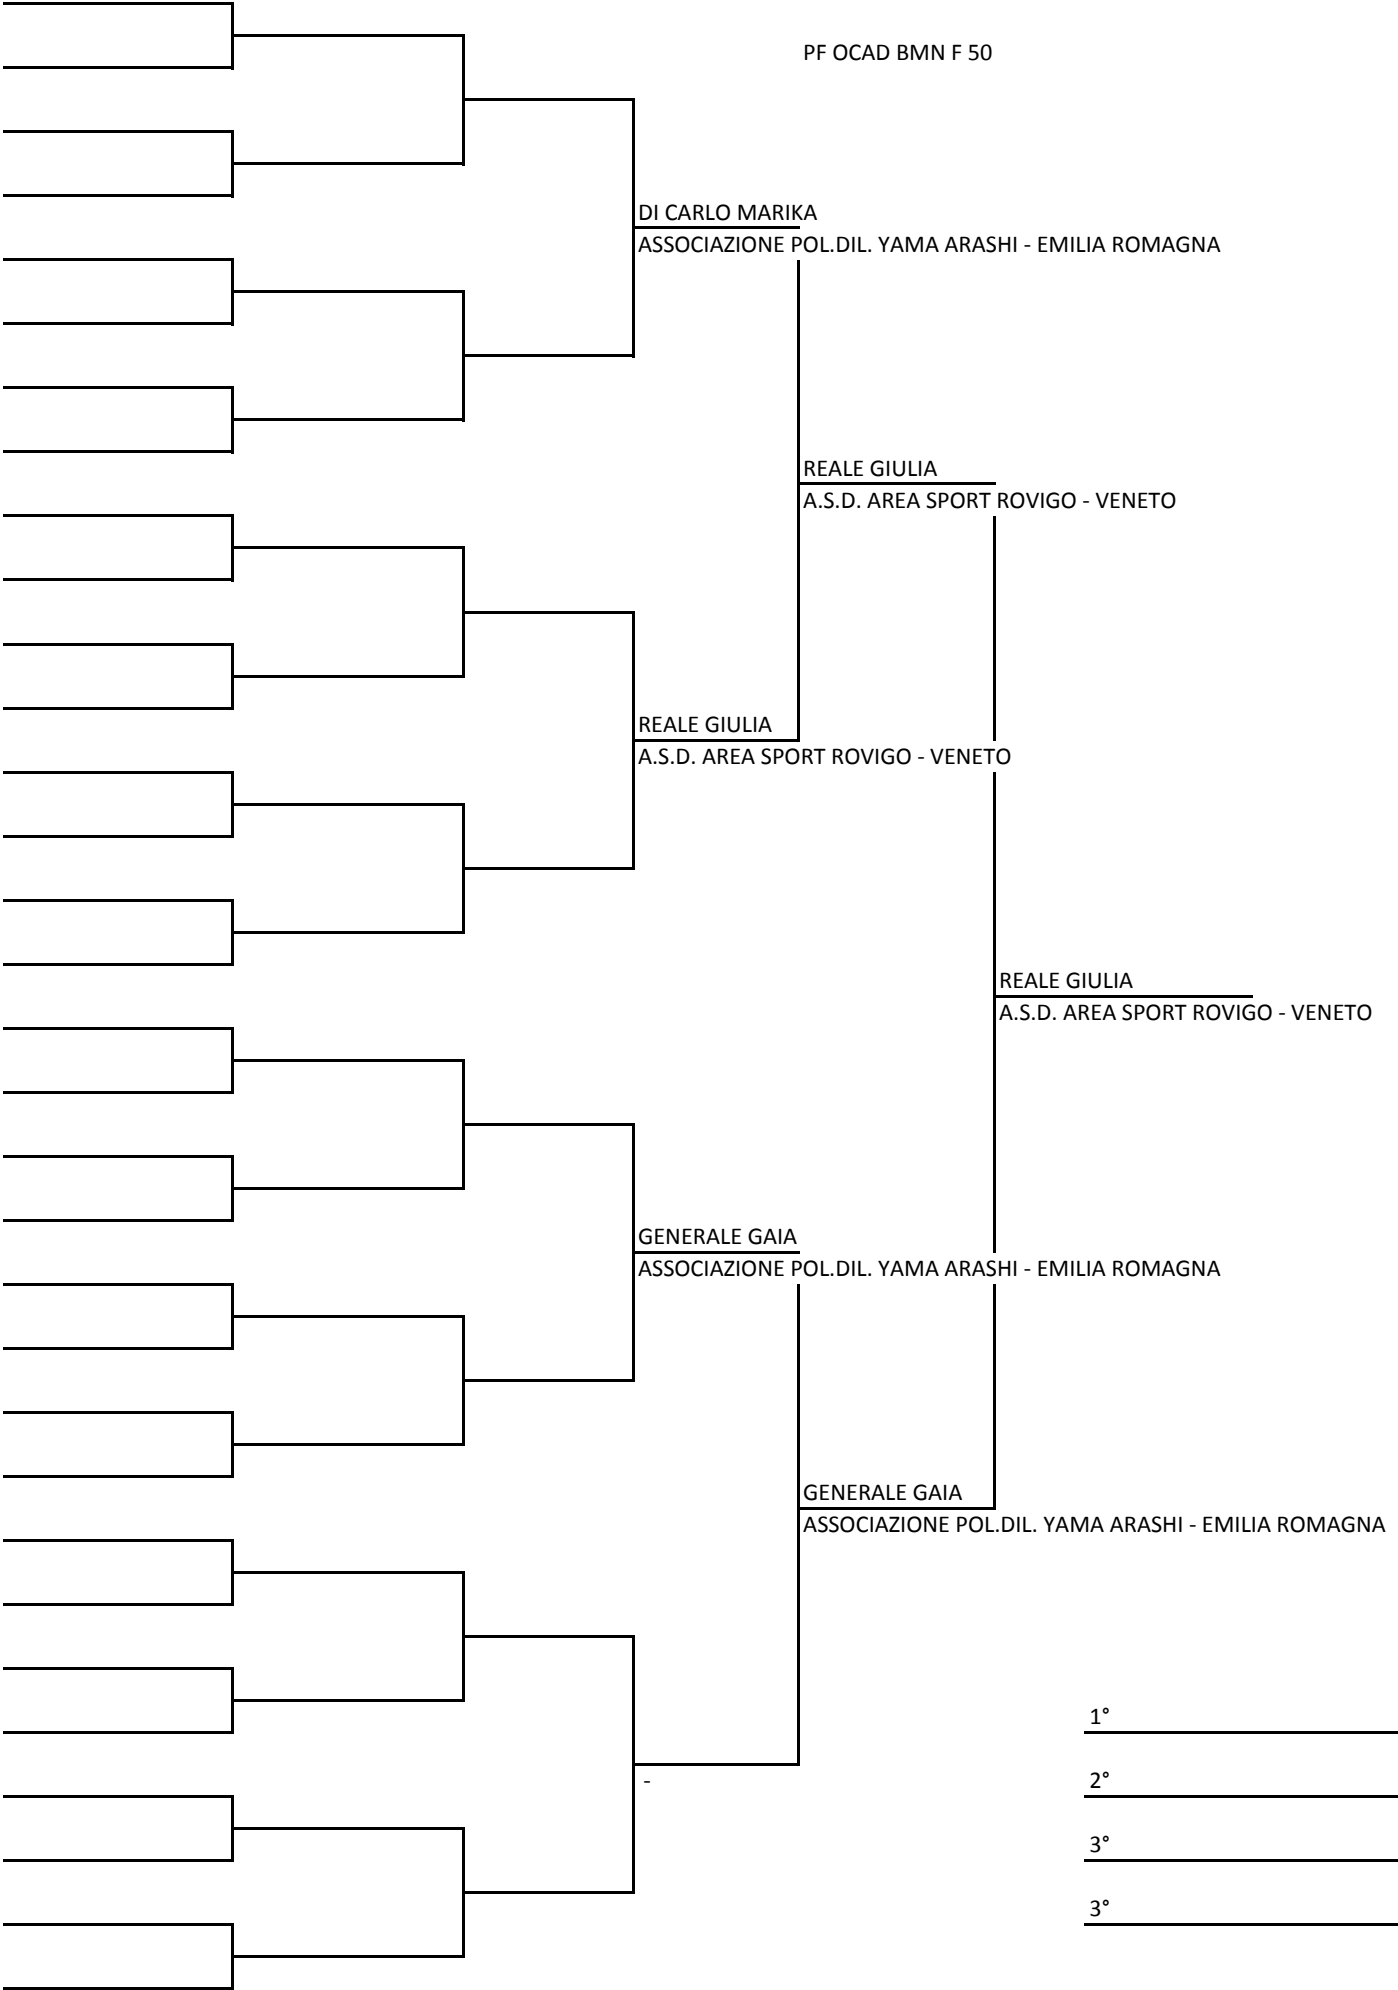 PF OCAD BMN F 50
DI CARLO MARIKA
ASSOCIAZIONE POL.DIL. YAMA ARASHI - EMILIA ROMAGNA
REALE GIULIA
A.S.D. AREA SPORT ROVIGO - VENETO
REALE GIULIA
A.S.D. AREA SPORT ROVIGO - VENETO
REALE GIULIA
A.S.D. AREA SPORT ROVIGO - VENETO
GENERALE GAIA
ASSOCIAZIONE POL.DIL. YAMA ARASHI - EMILIA ROMAGNA
GENERALE GAIA
ASSOCIAZIONE POL.DIL. YAMA ARASHI - EMILIA ROMAGNA
1°
-
2°
3°
3°